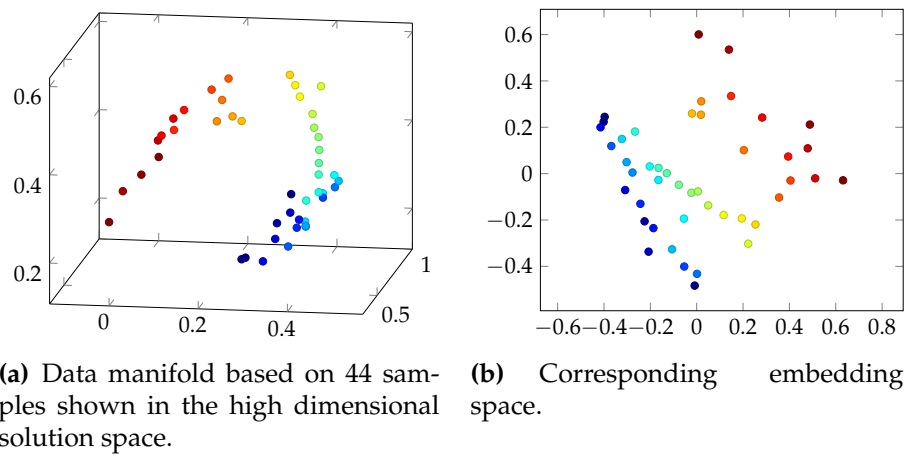 0.6
0.4
0.2
0
0.2
0.4
0.5
1
0.6
0.4
0.2
0
−0.2
−0.4
−0.6−0.4−0.2 0 0.2 0.4 0.6 0.8
(a) Data manifold based on 44 sam-
ples shown in the high dimensional
solution space.
(b) Corresponding embedding
space.